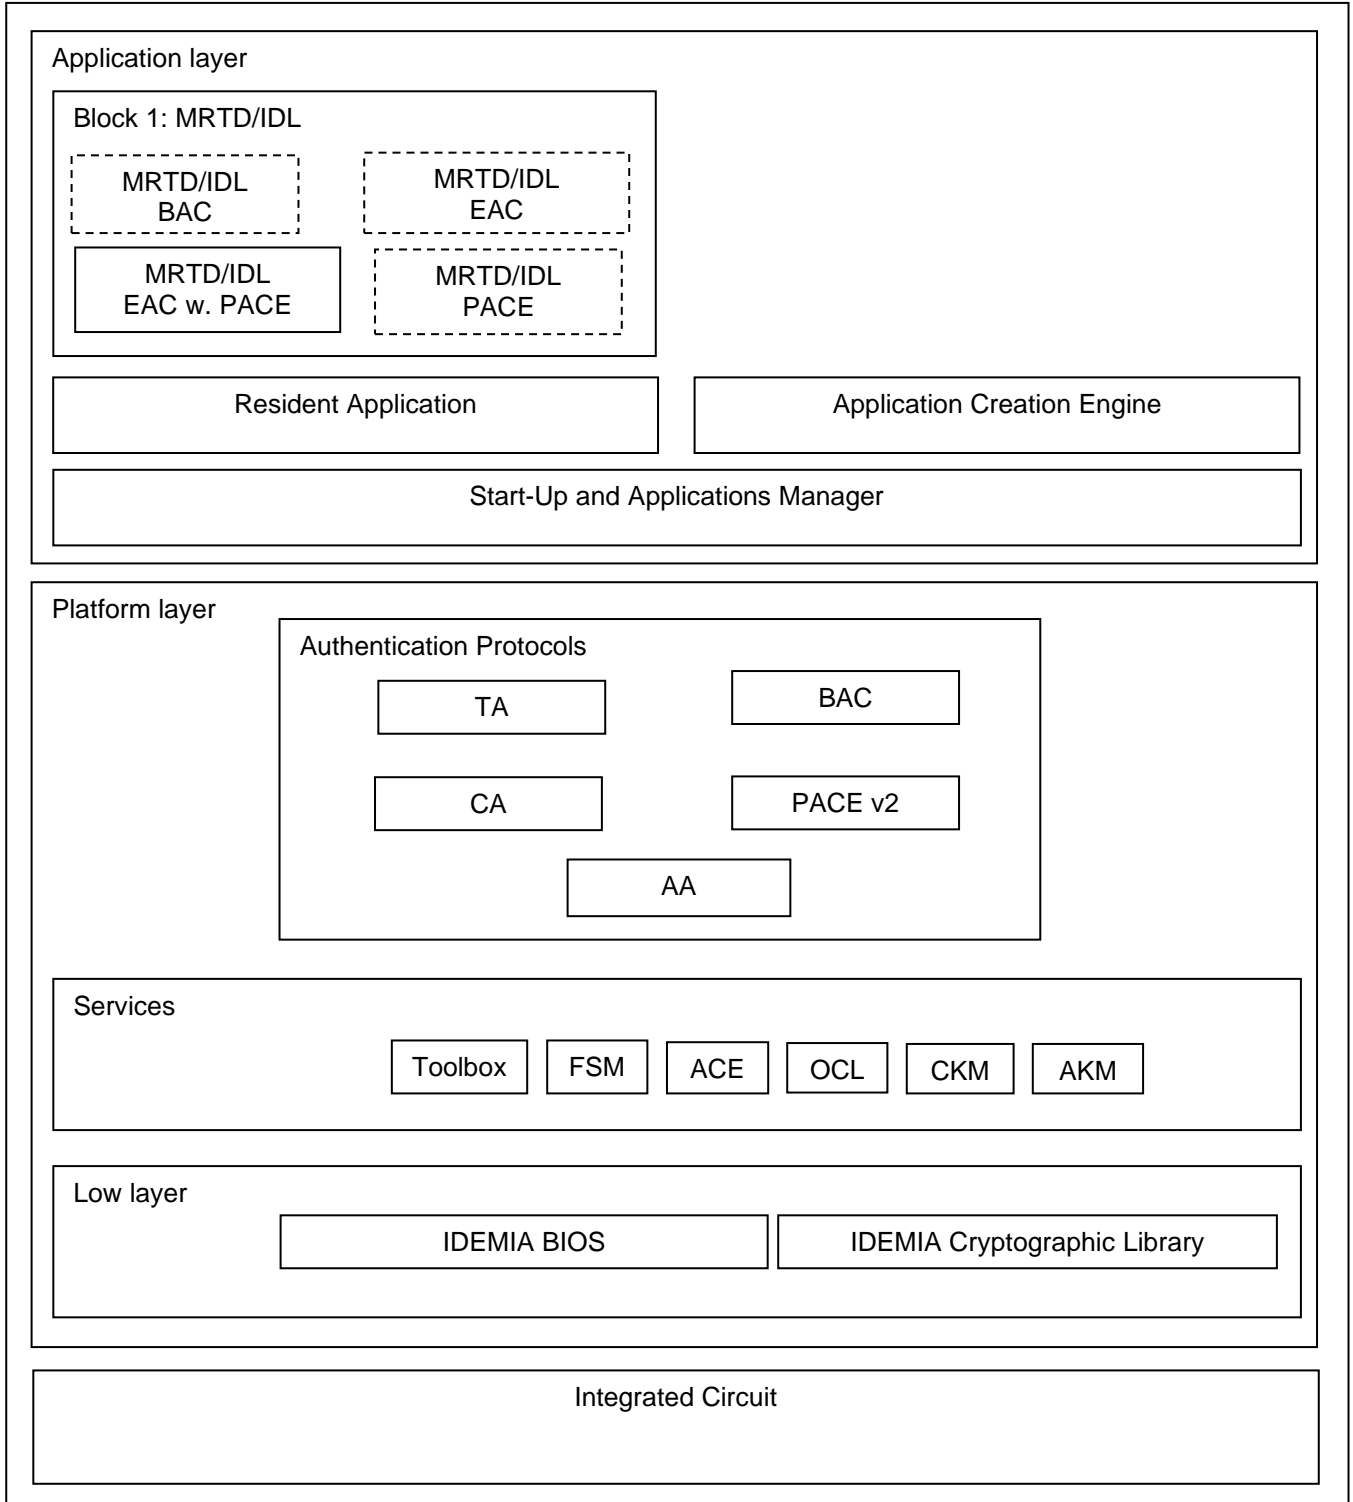 Application layer
Block 1: MRTD/IDL
MRTD/IDL
BAC
MRTD/IDL
EAC
MRTD/IDL
EAC w. PACE
MRTD/IDL
PACE
Resident Application
Application Creation Engine
Start-Up and Applications Manager
Platform layer
Authentication Protocols
TA
BAC
CA
PACE v2
AA
Services
Toolbox
FSM
ACE
OCL
CKM
AKM
Low layer
IDEMIA BIOS
IDEMIA Cryptographic Library
Integrated Circuit